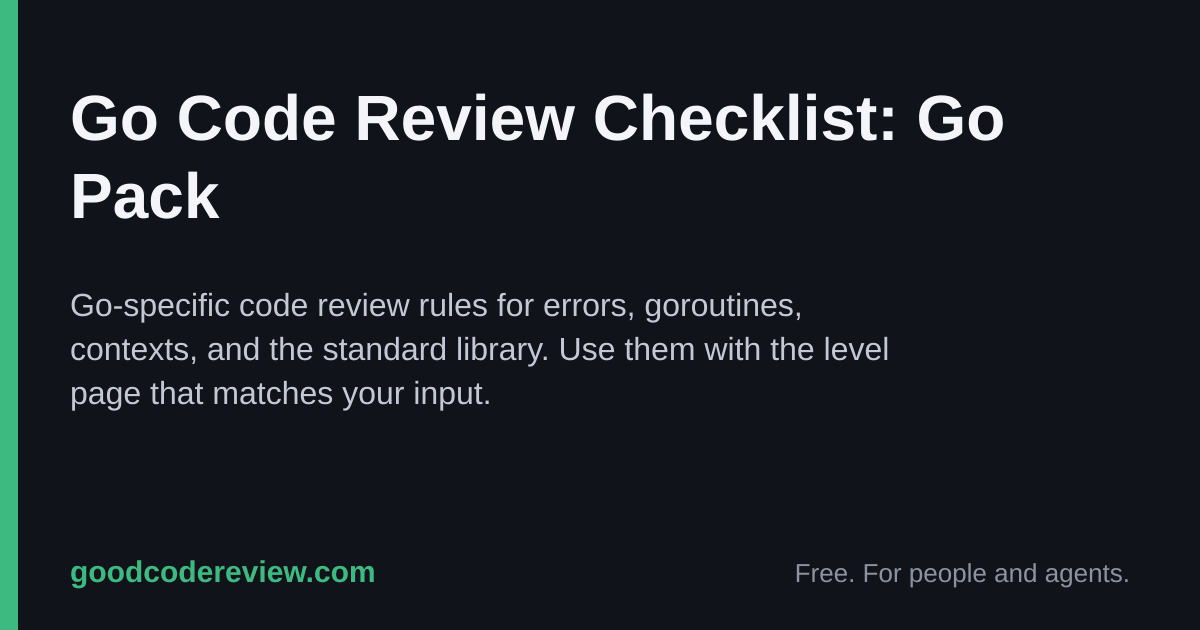 Go Code Review Checklist: Go
Pack
Go-specific code review rules for errors, goroutines,
contexts, and the standard library. Use them with the level
page that matches your input.
goodcodereview.com
Free. For people and agents.